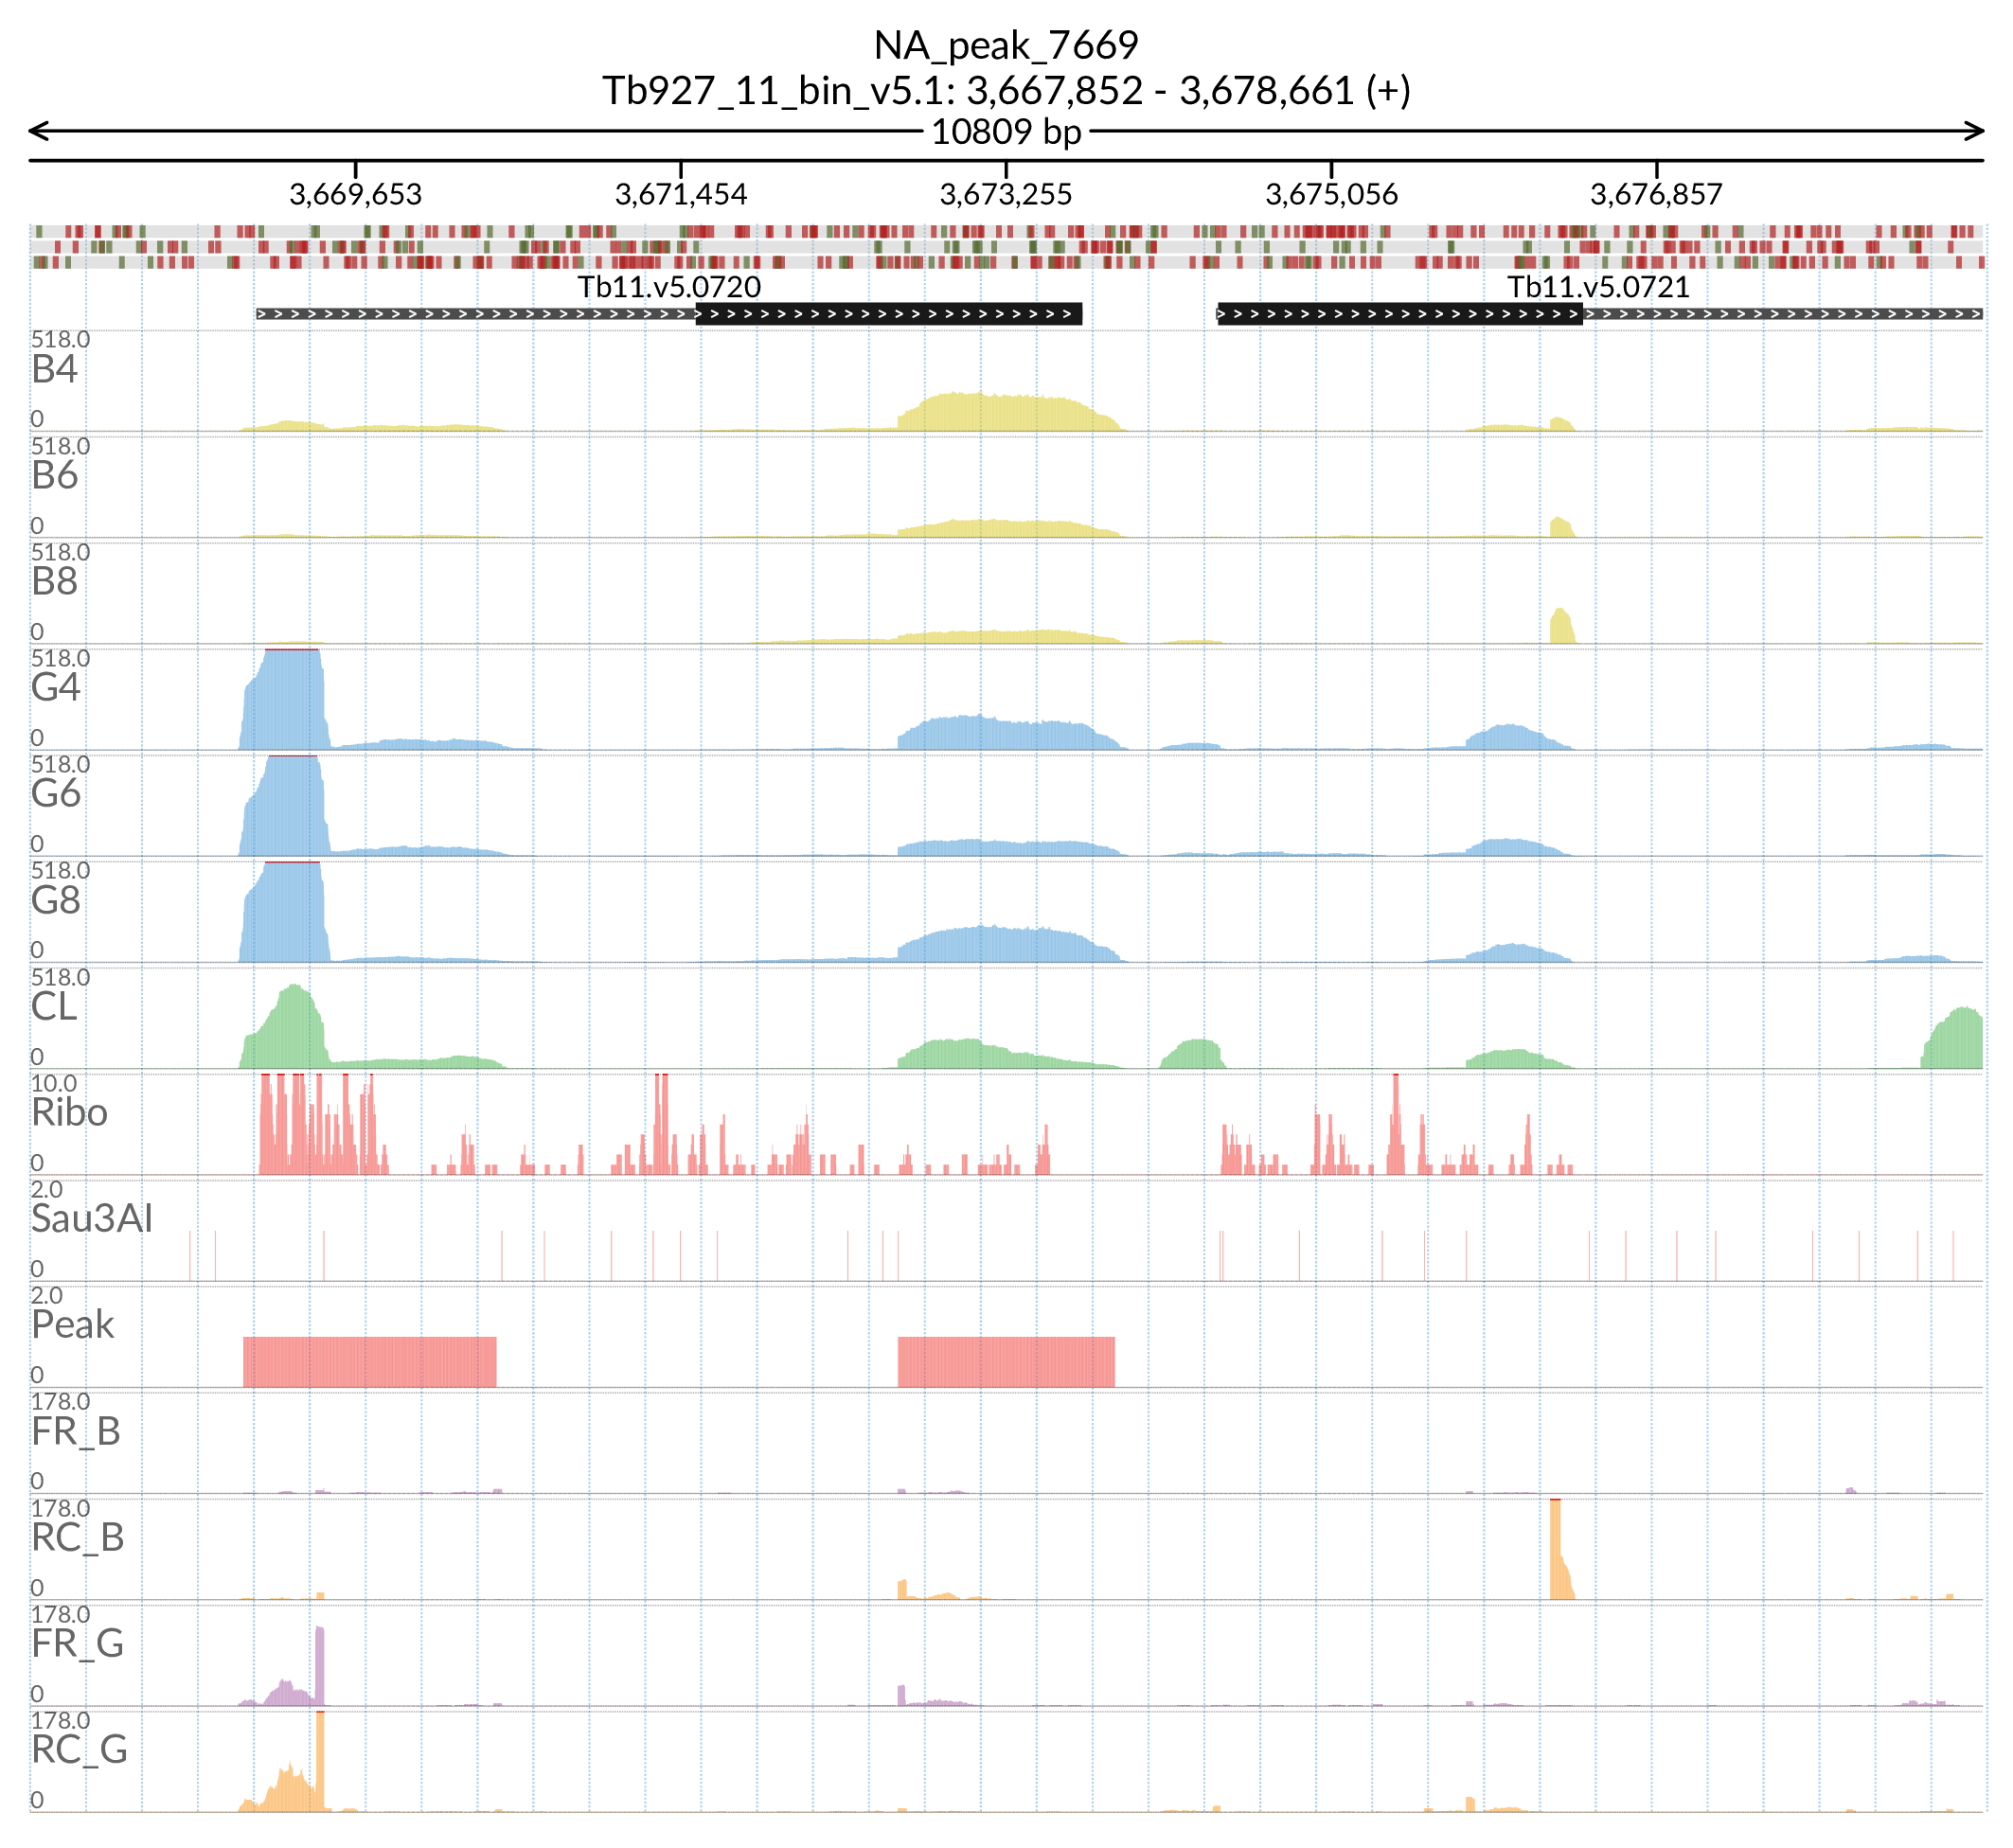 NA_peak_7669
Tb927_11_bin_v5.1: 3,667,852 - 3,678,661 (+)
10809 bp
3,669,653 3,671,454 3,673,255 3,675,056 3,676,857
Tb11.v5.0720 Tb11.v5.0721
518.0
B4
0
518.0
B6
0
518.0
B8
0
518.0
G4
0
518.0
G6
0
518.0
G8
0
518.0
CL
0
10.0
Ribo
0
2.0
Sau3AI
0
2.0
Peak
0
178.0
FR_B
0
178.0
RC_B
0
178.0
FR_G
0
178.0
RC_G
0